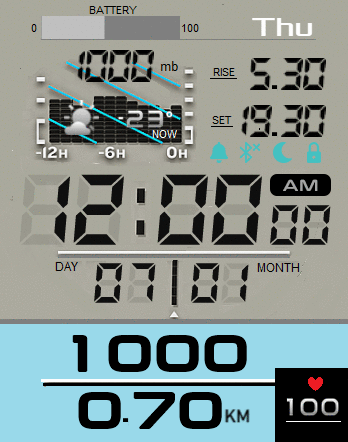 BATTERY
0 100
Thu
1000 mb
RISE 5.30
-23°
NOW
SET 19.30
-12H -6H 0H
12:00 00 AM
DAY 07 01 MONTH
1000
0.70 KM
100